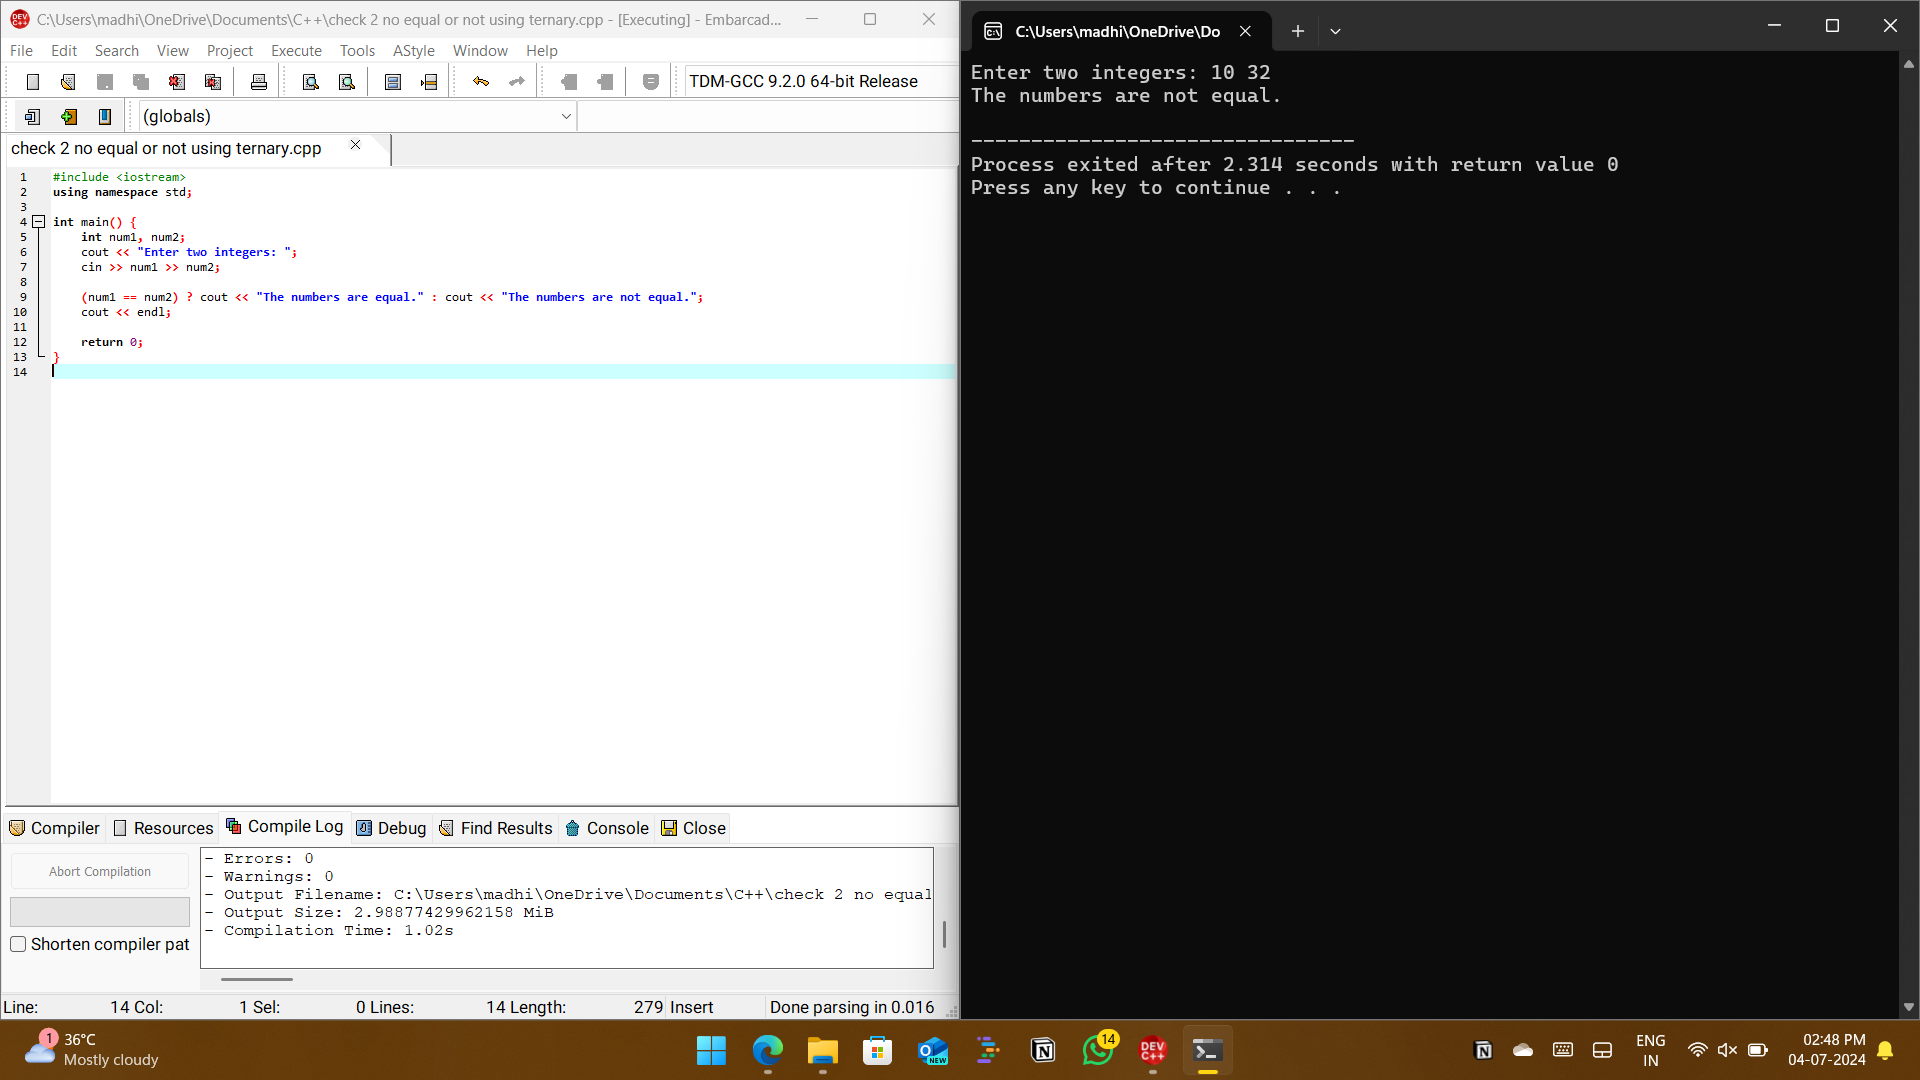 C:\Users\madhi\OneDrive\Documents\C++\check 2 no equal or not using ternary.cpp - [Executing] - Embarcad...
File Edit Search View Project Execute Tools AStyle Window Help
TDM-GCC 9.2.0 64-bit Release
(globals)
check 2 no equal or not using ternary.cpp
1 #include <iostream>
2 using namespace std;
3
4 int main() {
5 int num1, num2;
6 cout << "Enter two integers: ";
7 cin >> num1 >> num2;
8
9 (num1 == num2) ? cout << "The numbers are equal." : cout << "The numbers are not equal.";
10 cout << endl;
11
12 return 0;
13 }
14
Compiler Resources Compile Log Debug Find Results Console Close
Abort Compilation
Shorten compiler pat
- Errors: 0
- Warnings: 0
- Output Filename: C:\Users\madhi\OneDrive\Documents\C++\check 2 no equal
- Output Size: 2.98877429962158 MiB
- Compilation Time: 1.02s
Line: 14 Col: 1 Sel: 0 Lines: 14 Length: 279 Insert Done parsing in 0.016
C:\Users\madhi\OneDrive\Do
Enter two integers: 10 32
The numbers are not equal.
--------------------------------
Process exited after 2.314 seconds with return value 0
Press any key to continue . . .
1
36°C
Mostly cloudy
NEW
14
DEV
C++
ENG
IN
02:48 PM
04-07-2024